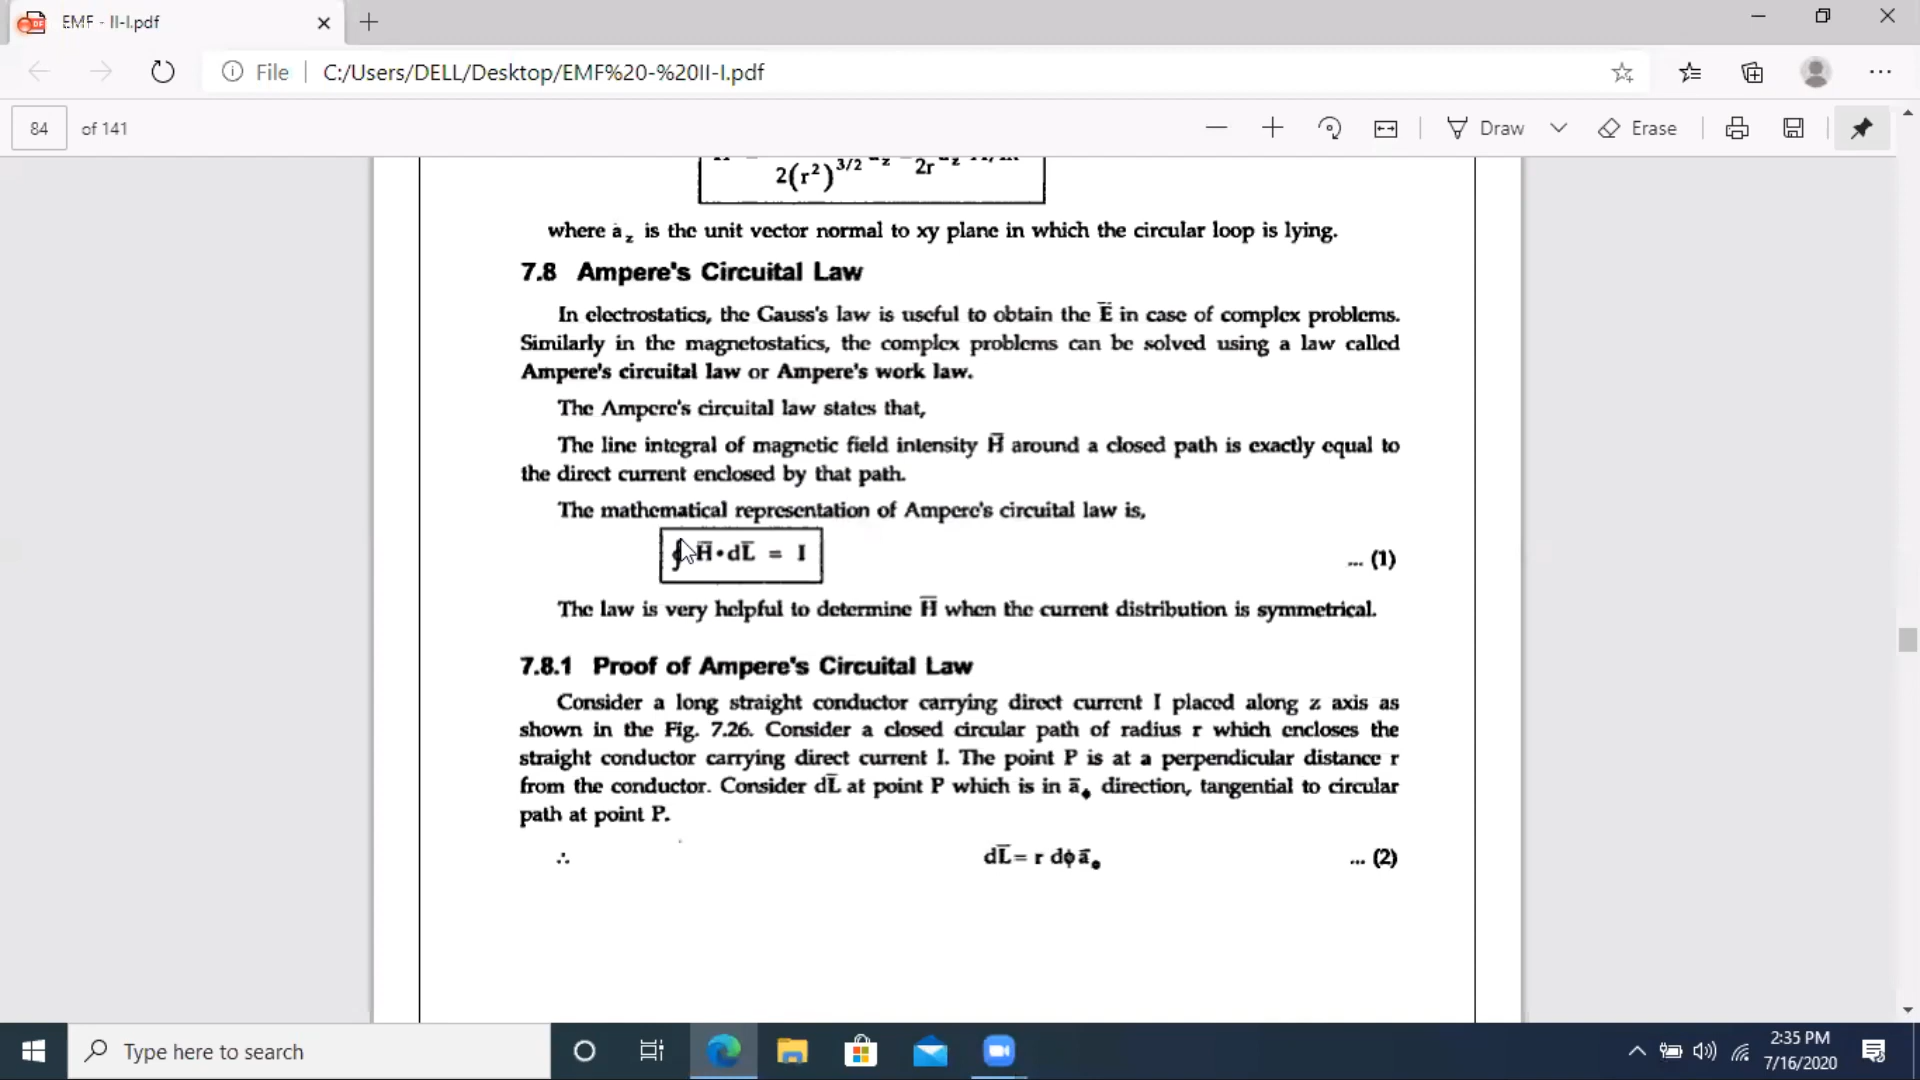 EMF - II-I.pdf
File C:/Users/DELL/Desktop/EMF%20-%20II-I.pdf
84 of 141 Draw Erase
2(r²)^3/2 2r
where ā_z is the unit vector normal to xy plane in which the circular loop is lying.
7.8 Ampere's Circuital Law
In electrostatics, the Gauss's law is useful to obtain the E̅ in case of complex problems.
Similarly in the magnetostatics, the complex problems can be solved using a law called
Ampere's circuital law or Ampere's work law.
The Ampere's circuital law states that,
The line integral of magnetic field intensity H̅ around a closed path is exactly equal to
the direct current enclosed by that path.
The mathematical representation of Ampere's circuital law is,
∮ H̅ • dL̅ = I ... (1)
The law is very helpful to determine H̅ when the current distribution is symmetrical.
7.8.1 Proof of Ampere's Circuital Law
Consider a long straight conductor carrying direct current I placed along z axis as
shown in the Fig. 7.26. Consider a closed circular path of radius r which encloses the
straight conductor carrying direct current I. The point P is at a perpendicular distance r
from the conductor. Consider dL̅ at point P which is in ā_ϕ direction, tangential to circular
path at point P.
∴ dL̅ = r dϕ ā_ϕ ... (2)
Type here to search
2:35 PM
7/16/2020